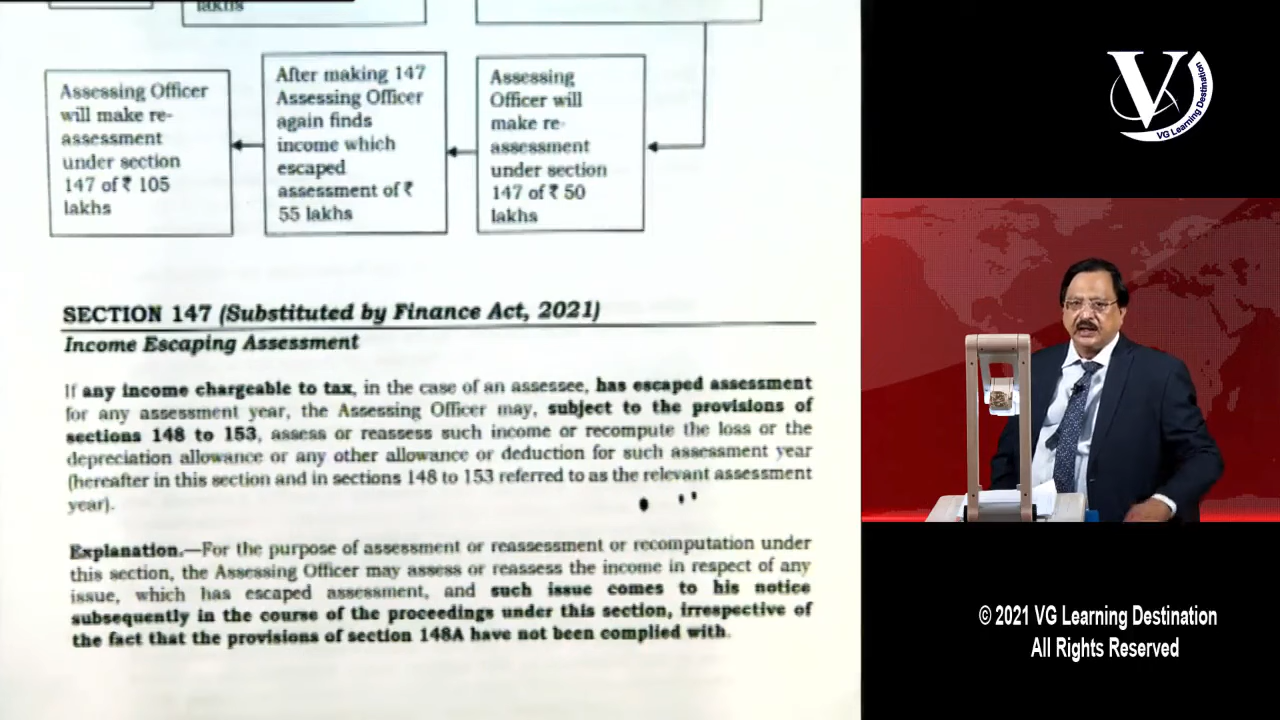 lakhs
Assessing Officer
will make re-
assessment
under section
147 of ₹ 105
lakhs
After making 147
Assessing Officer
again finds
income which
escaped
assessment of ₹
55 lakhs
Assessing
Officer will
make re-
assessment
under section
147 of ₹ 50
lakhs
SECTION 147 (Substituted by Finance Act, 2021)
Income Escaping Assessment
If any income chargeable to tax, in the case of an assessee, has escaped assessment
for any assessment year, the Assessing Officer may, subject to the provisions of
sections 148 to 153, assess or reassess such income or recompute the loss or the
depreciation allowance or any other allowance or deduction for such assessment year
(hereafter in this section and in sections 148 to 153 referred to as the relevant assessment
year).
Explanation.—For the purpose of assessment or reassessment or recomputation under
this section, the Assessing Officer may assess or reassess the income in respect of any
issue, which has escaped assessment, and such issue comes to his notice
subsequently in the course of the proceedings under this section, irrespective of
the fact that the provisions of section 148A have not been complied with.
V
VG Learning Destination
© 2021 VG Learning Destination
All Rights Reserved